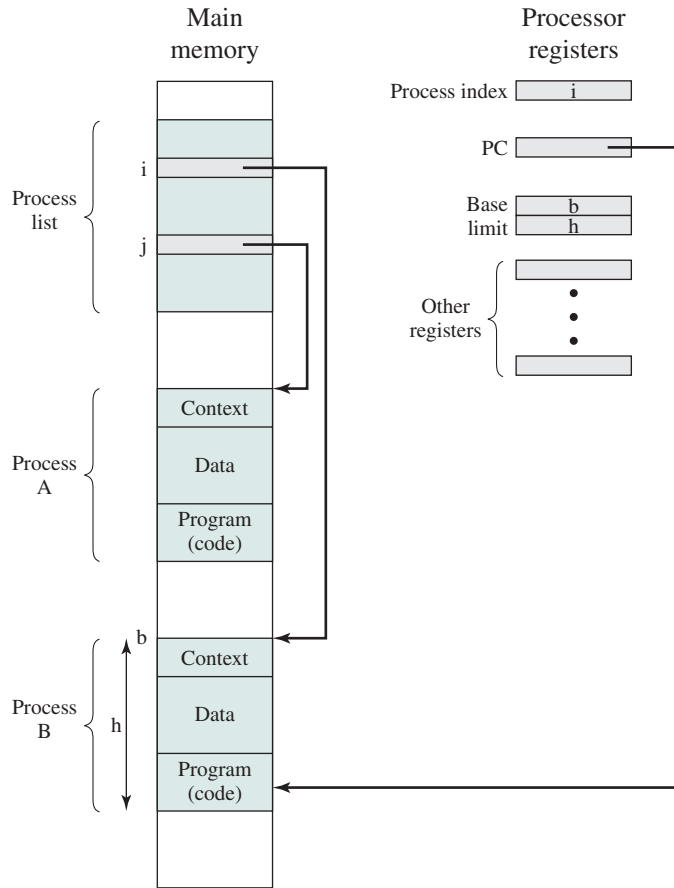 Main
memory
Processor
registers
Process index
i
PC
Base
limit
b
h
Other
registers
Process
list
i
j
Process
A
Context
Data
Program
(code)
Process
B
b
h
Context
Data
Program
(code)